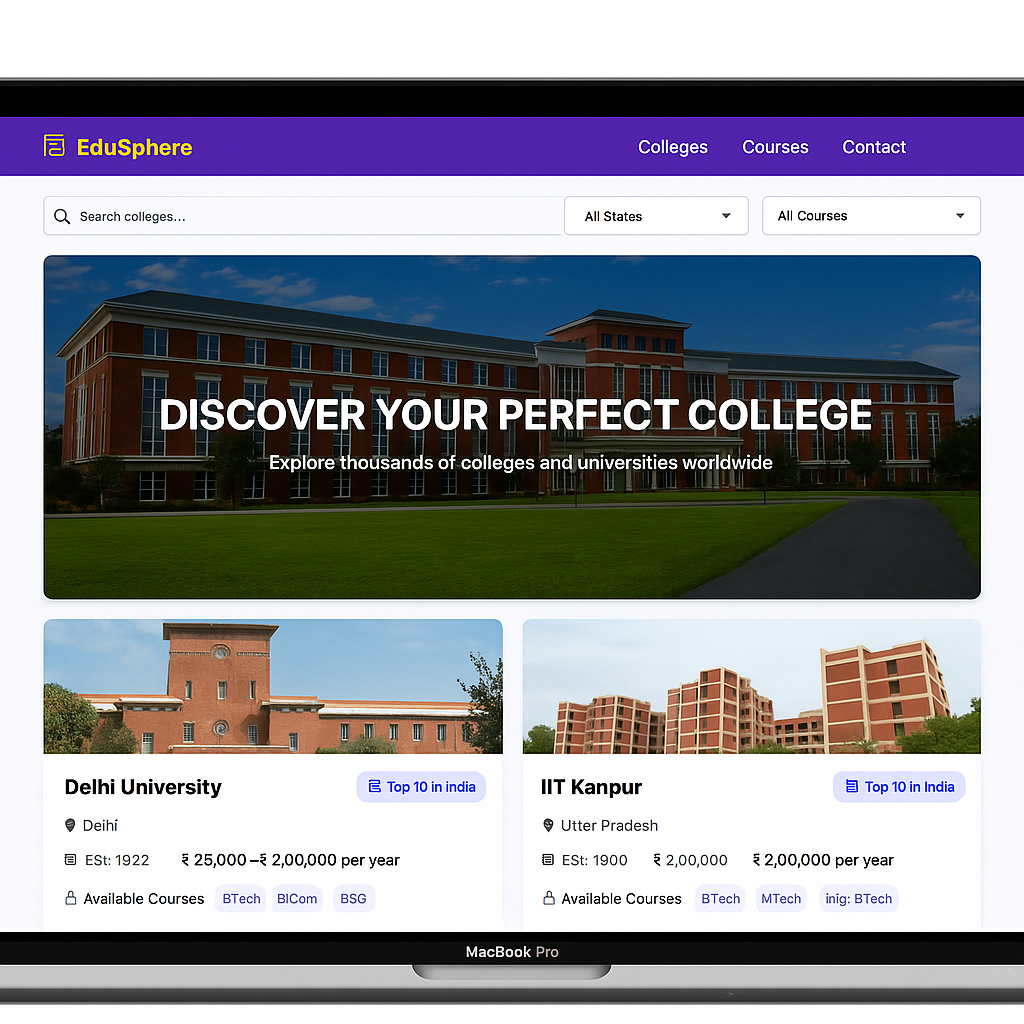 EduSphere
Colleges Courses Contact
Search colleges...
All States
All Courses
DISCOVER YOUR PERFECT COLLEGE
Explore thousands of colleges and universities worldwide
Delhi University
Top 10 in india
Deihi
ESt: 1922 ₹ 25,000 –₹ 2,00,000 per year
Available Courses BTech BlCom BSG
IIT Kanpur
Top 10 in India
Utter Pradesh
ESt: 1900 ₹ 2,00,000 ₹ 2,00,000 per year
Available Courses BTech MTech inig: BTech
MacBook Pro